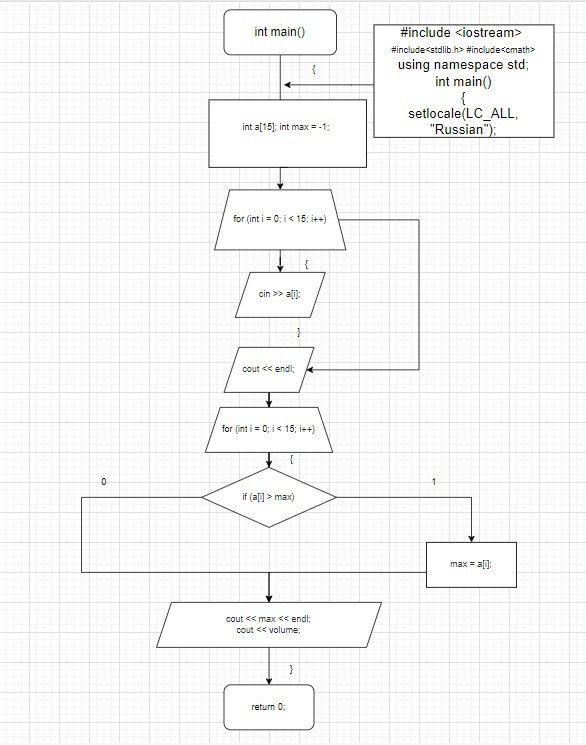 int main()
#include <iostream>
#include<stdlib.h> #include<cmath>
using namespace std;
int main()
{
setlocale(LC_ALL,
"Russian");
{
int a[15]; int max = -1;
for (int i = 0; i < 15; i++)
{
cin >> a[i];
}
cout << endl;
for (int i = 0; i < 15; i++)
{
0
1
if (a[i] > max)
max = a[i];
cout << max << endl;
cout << volume;
}
return 0;